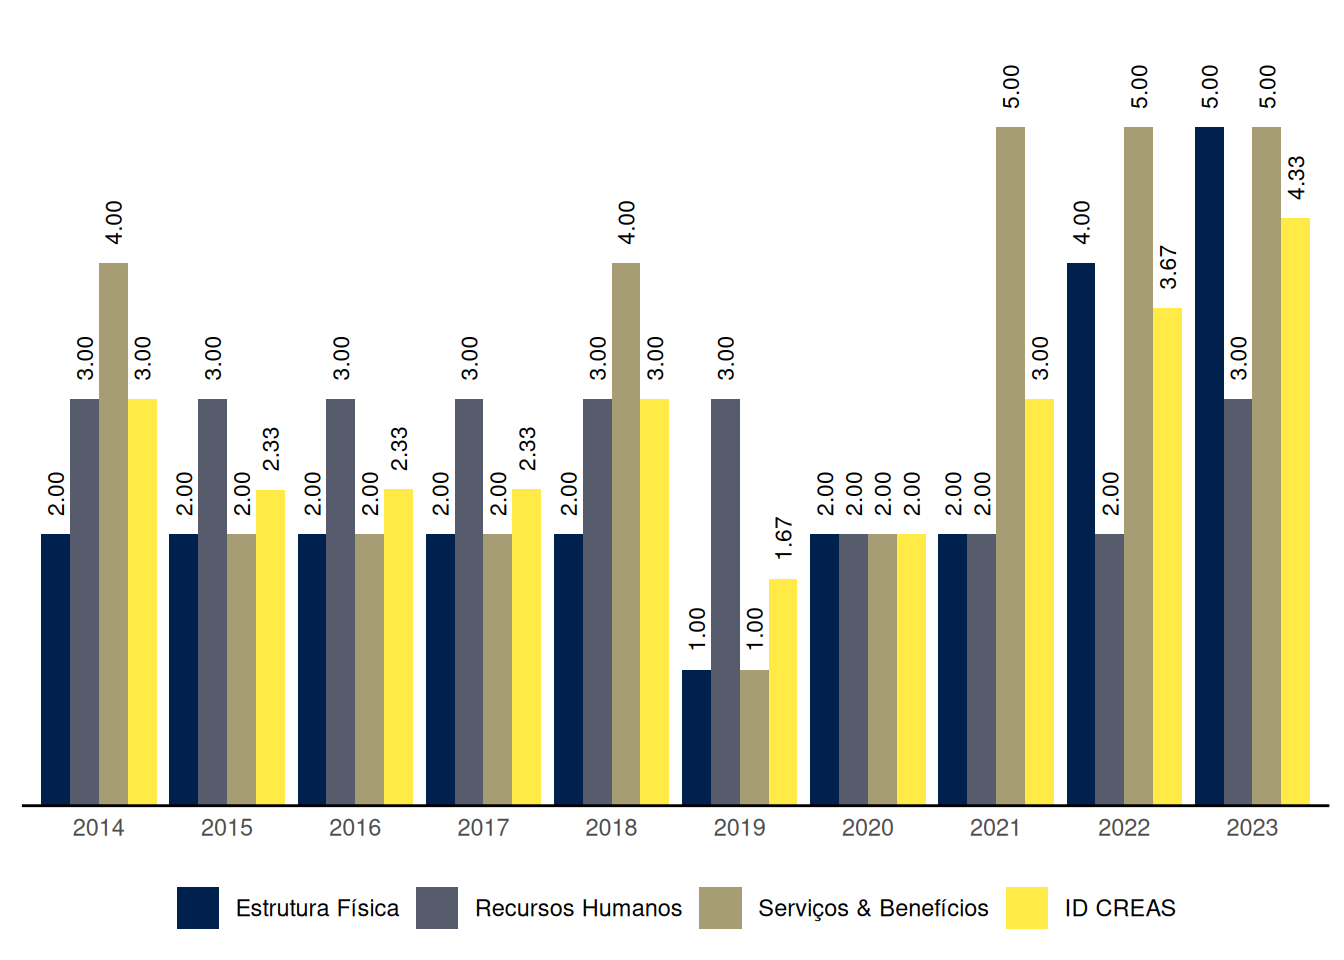 5.00 5.00 5.00 5.00
4.33
4.00 4.00 4.00
3.67
3.00 3.00 3.00 3.00 3.00 3.00 3.00 3.00 3.00 3.00
2.33 2.33 2.33
2.00 2.00 2.00 2.00 2.00 2.00 2.00 2.00 2.00 2.00 2.00 2.00 2.00 2.00 2.00
1.67
1.00 1.00
2014 2015 2016 2017 2018 2019 2020 2021 2022 2023
Estrutura Física Recursos Humanos Serviços & Benefícios ID CREAS